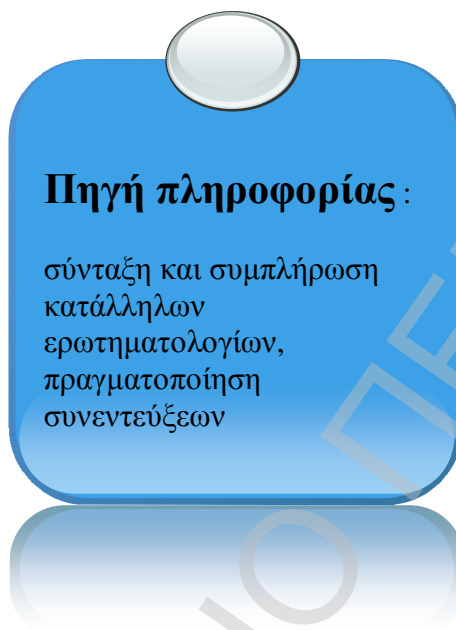 Πηγή πληροφορίας :
σύνταξη και συμπλήρωση
κατάλληλων
ερωτηματολογίων,
πραγματοποίηση
συνεντεύξεων